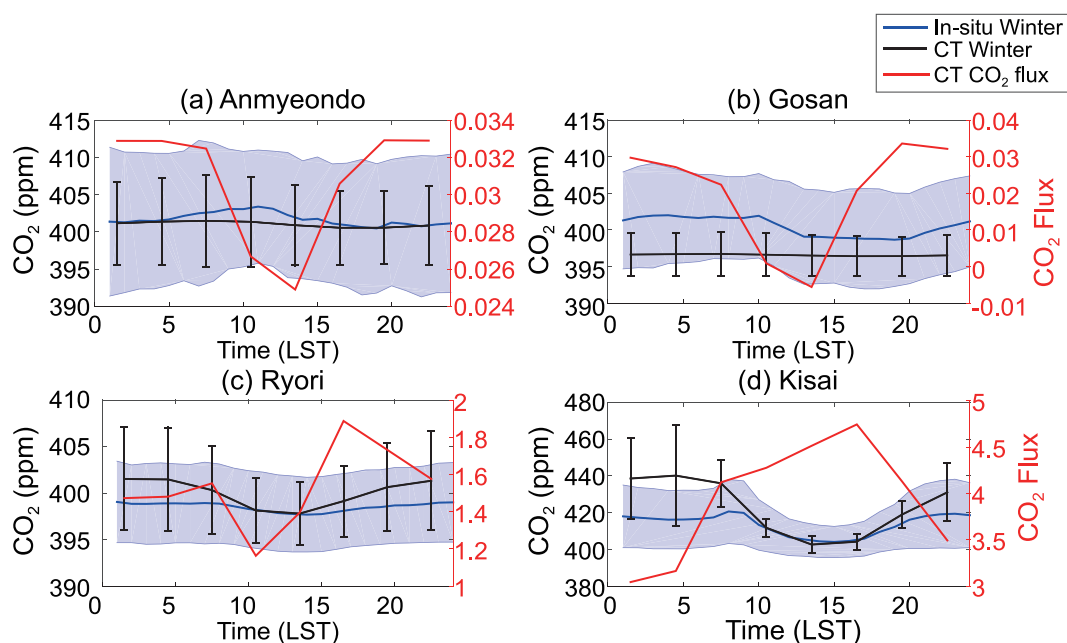 In-situ Winter
CT Winter
CT CO₂ flux
(a) Anmyeondo
(b) Gosan
415
410
405
400
395
390
CO₂ (ppm)
0.034
0.032
0.03
0.028
0.026
0.024
0 5 10 15 20
Time (LST)
415
410
405
400
395
390
CO₂ (ppm)
0.04
0.03
0.02
0.01
0
-0.01
CO₂ Flux
0 5 10 15 20
Time (LST)
(c) Ryori
(d) Kisai
410
405
400
395
390
CO₂ (ppm)
2
1.8
1.6
1.4
1.2
1
0 5 10 15 20
Time (LST)
480
460
440
420
400
380
CO₂ (ppm)
5
4.5
4
3.5
3
CO₂ Flux
0 5 10 15 20
Time (LST)